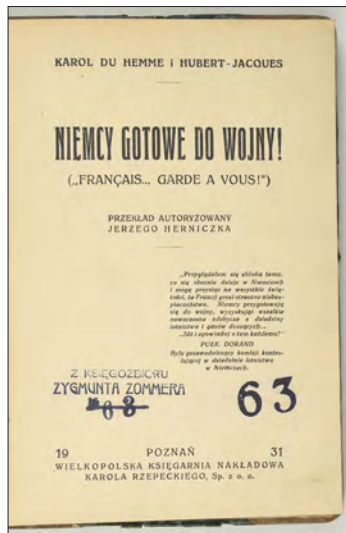 KAROL DU HEMME i HUBERT-JACQUES
NIEMCY GOTOWE DO WOJNY!
(„FRANÇAIS... GARDE A VOUS!”)
PRZEKŁAD AUTORYZOWANY
JERZEGO HERNICZKA
„Przyglądałem się zbliska temu,
co się obecnie dzieje w Niemczech
i mogę przysiąc na wszystkie świę-
tości, że Francji grozi straszne niebez-
pieczeństwo. Niemcy przygotowują
się do wojny, wyzyskując wszelkie
nowoczesne zdobycze z dziedziny
lotnictwa i gazów duszących...
„Idź i opowiedz o tem każdemu!”
PUŁK. DORAND
Były przewodniczący komisji kontro-
lującej w dziedzinie lotnictwa
w Niemczech.
Z KSIĘGOZBIORU
ZYGMUNTA ZOMMERA
63
19 POZNAŃ 31
WIELKOPOLSKA KSIĘGARNIA NAKŁADOWA
KAROLA RZEPECKIEGO, Sp. z o. o.